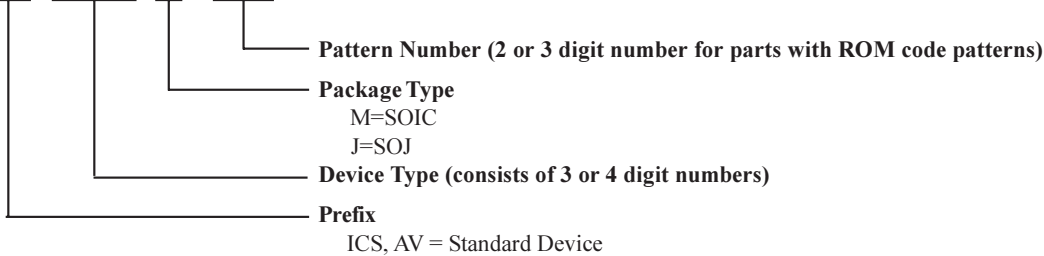 Pattern Number (2 or 3 digit number for parts with ROM code patterns)
Package Type
M=SOIC
J=SOJ
Device Type (consists of 3 or 4 digit numbers)
Prefix
ICS, AV = Standard Device